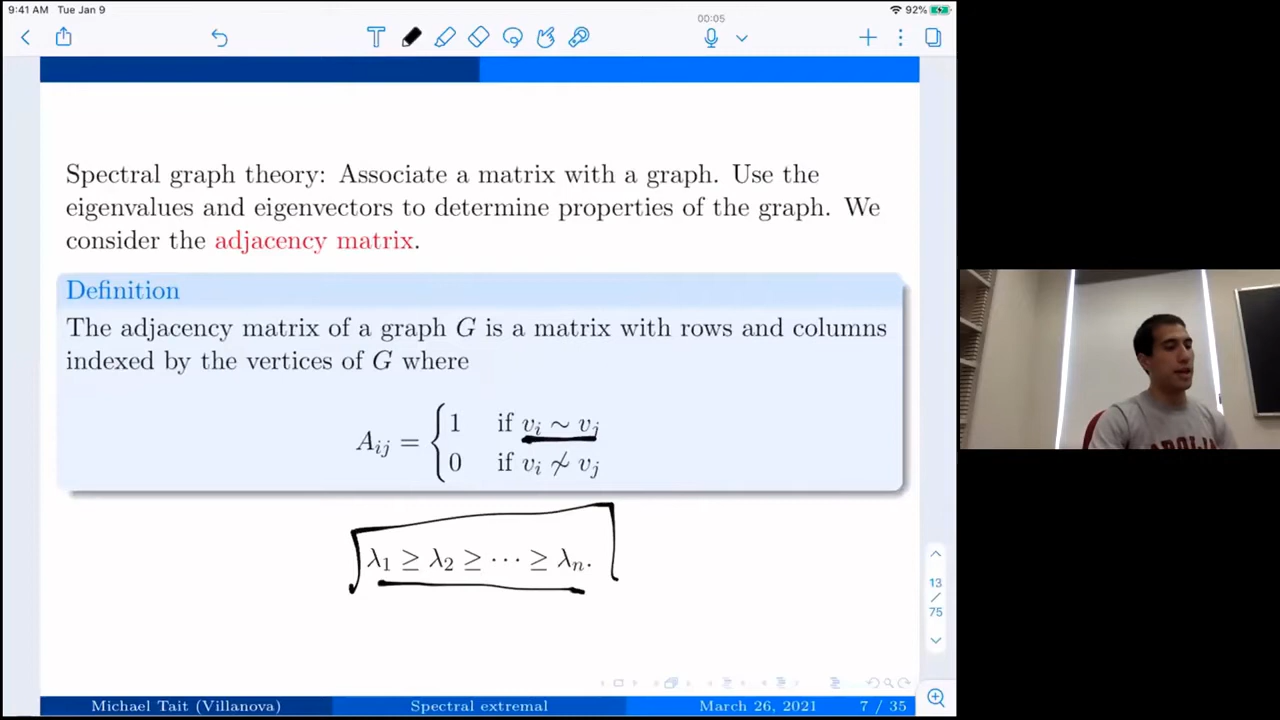 9:41 AM Tue Jan 9
92%
00:05
Spectral graph theory: Associate a matrix with a graph. Use the
eigenvalues and eigenvectors to determine properties of the graph. We
consider the adjacency matrix.
Definition
The adjacency matrix of a graph G is a matrix with rows and columns
indexed by the vertices of G where
A_{ij} = { 1 if v_i ∼ v_j
0 if v_i ≁ v_j
λ_1 ≥ λ_2 ≥ ⋯ ≥ λ_n.
13
/
75
Michael Tait (Villanova) Spectral extremal March 26, 2021 7 / 35